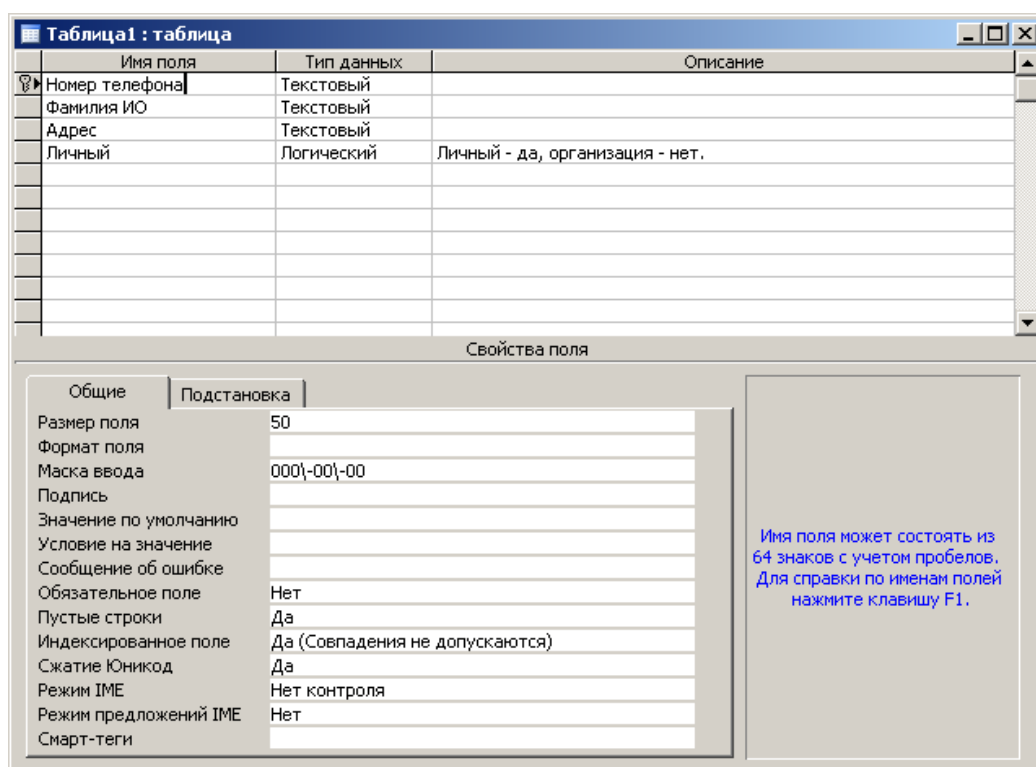 Таблица1 : таблица
Имя поля Тип данных Описание
Номер телефона Текстовый
Фамилия ИО Текстовый
Адрес Текстовый
Личный Логический Личный - да, организация - нет.
Свойства поля
Общие Подстановка
Размер поля 50
Формат поля
Маска ввода 000\-00\-00
Подпись
Значение по умолчанию
Условие на значение
Сообщение об ошибке
Обязательное поле Нет
Пустые строки Да
Индексированное поле Да (Совпадения не допускаются)
Сжатие Юникод Да
Режим IME Нет контроля
Режим предложений IME Нет
Смарт-теги
Имя поля может состоять из
64 знаков с учетом пробелов.
Для справки по именам полей
нажмите клавишу F1.